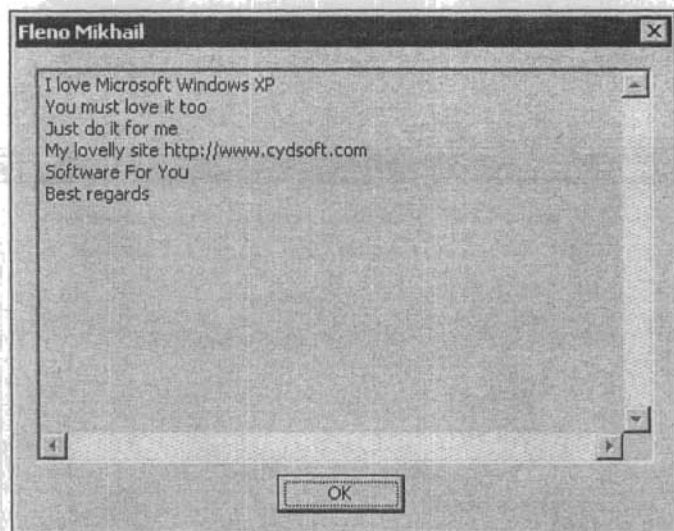 Fleno Mikhail
I love Microsoft Windows XP
You must love it too
Just do it for me
My lovelly site http://www.cydsoft.com
Software For You
Best regards
OK